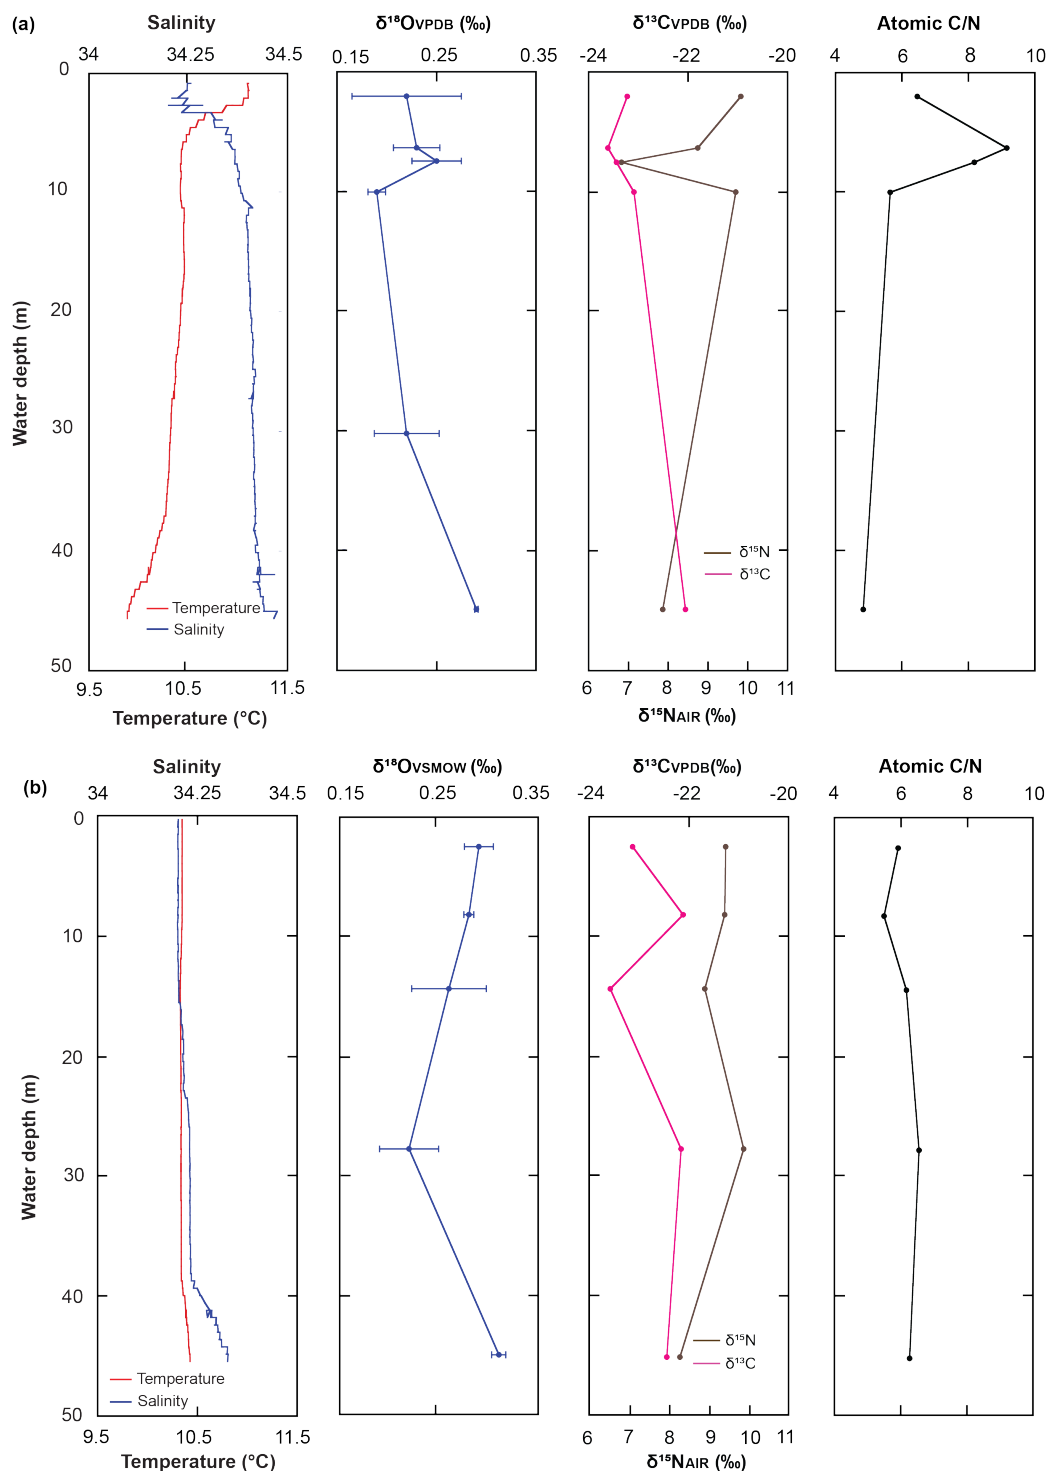 (a) Salinity δ¹⁸OVPDB (‰) δ¹³CVPDB (‰) Atomic C/N
34 34.25 34.5 0.15 0.25 0.35 -24 -22 -20 4 6 8 10
0
10
20
30
40
50
Water depth (m)
Temperature
Salinity
δ¹⁵N
δ¹³C
9.5 10.5 11.5 6 7 8 9 10 11
Temperature (°C) δ¹⁵NAIR (‰)
(b) Salinity δ¹⁸OVSMOW (‰) δ¹³CVPDB(‰) Atomic C/N
34 34.25 34.5 0.15 0.25 0.35 -24 -22 -20 4 6 8 10
0
10
20
30
40
50
Water depth (m)
Temperature
Salinity
δ¹⁵N
δ¹³C
9.5 10.5 11.5 6 7 8 9 10 11
Temperature (°C) δ¹⁵NAIR (‰)